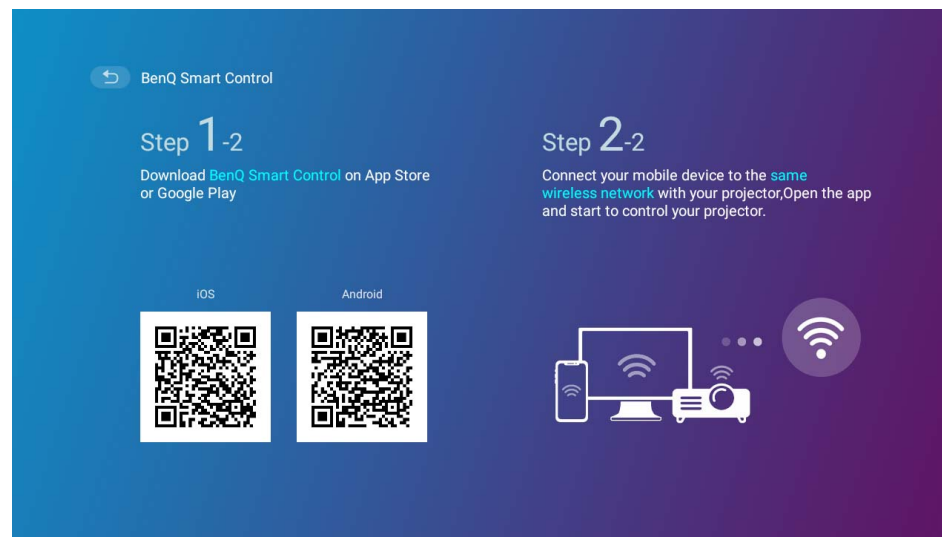 BenQ Smart Control
Step 1-2
Download BenQ Smart Control on App Store
or Google Play
iOS
Android
Step 2-2
Connect your mobile device to the same
wireless network with your projector,Open the app
and start to control your projector.